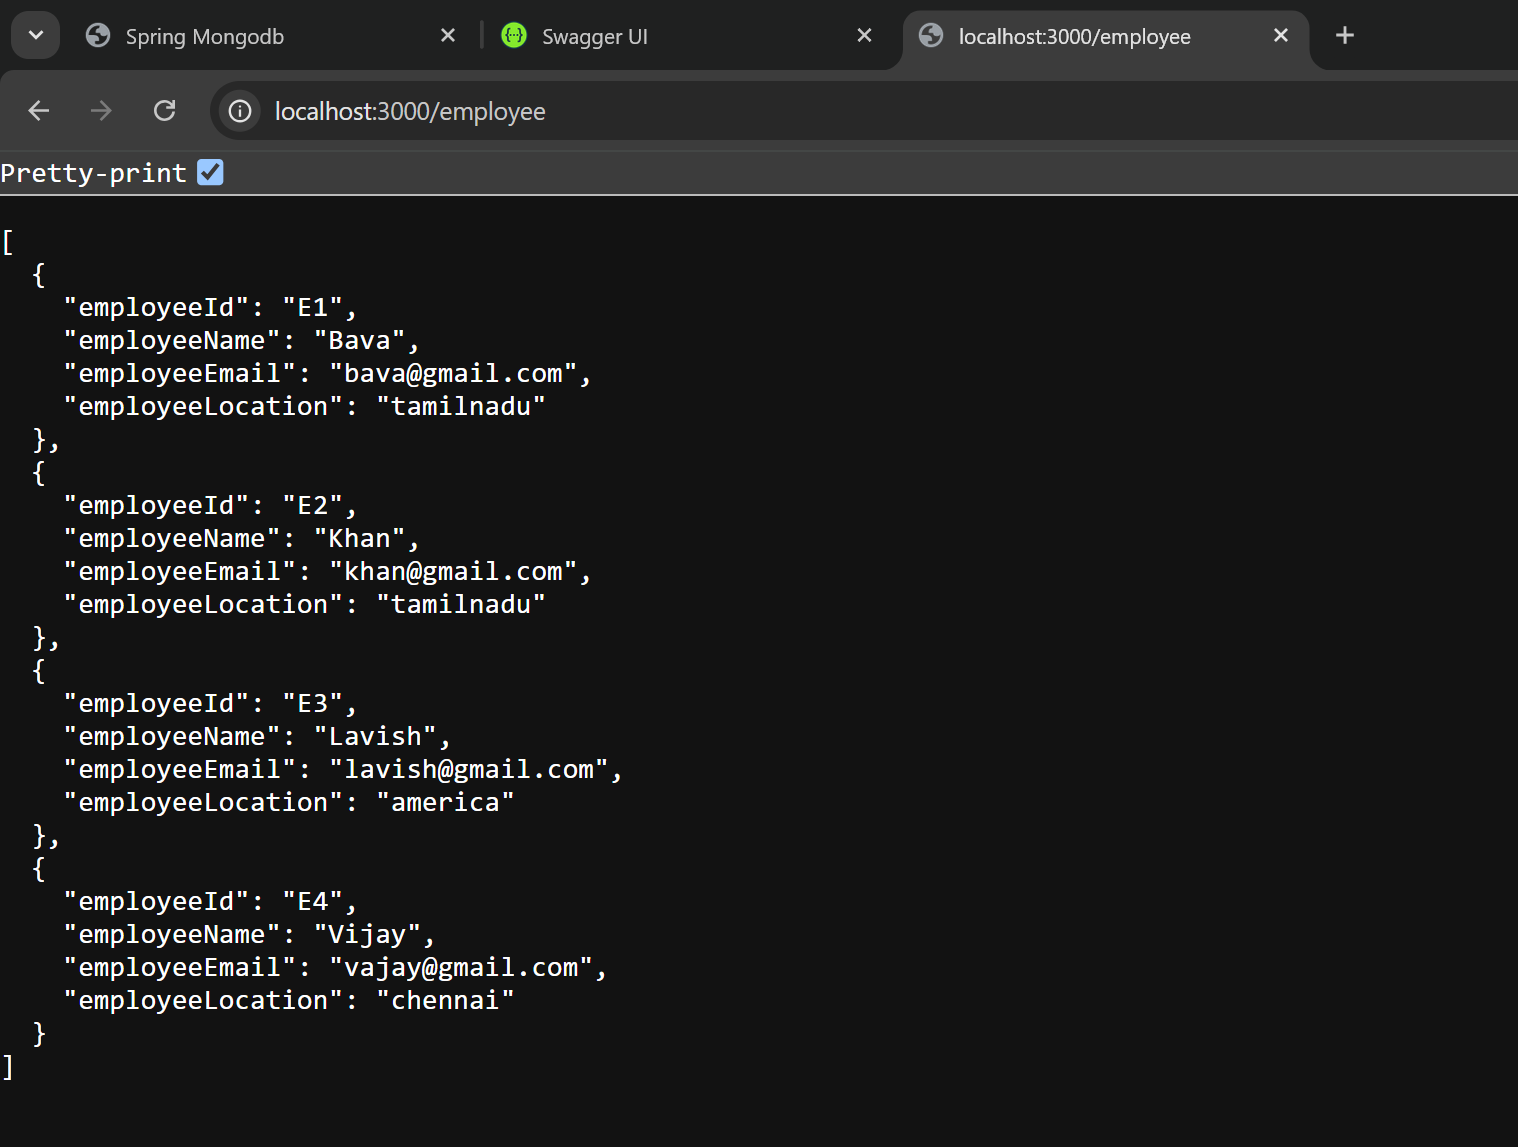 Spring Mongodb
Swagger UI
localhost:3000/employee
localhost:3000/employee
Pretty-print
[
  {
    "employeeId": "E1",
    "employeeName": "Bava",
    "employeeEmail": "bava@gmail.com",
    "employeeLocation": "tamilnadu"
  },
  {
    "employeeId": "E2",
    "employeeName": "Khan",
    "employeeEmail": "khan@gmail.com",
    "employeeLocation": "tamilnadu"
  },
  {
    "employeeId": "E3",
    "employeeName": "Lavish",
    "employeeEmail": "lavish@gmail.com",
    "employeeLocation": "america"
  },
  {
    "employeeId": "E4",
    "employeeName": "Vijay",
    "employeeEmail": "vajay@gmail.com",
    "employeeLocation": "chennai"
  }
]